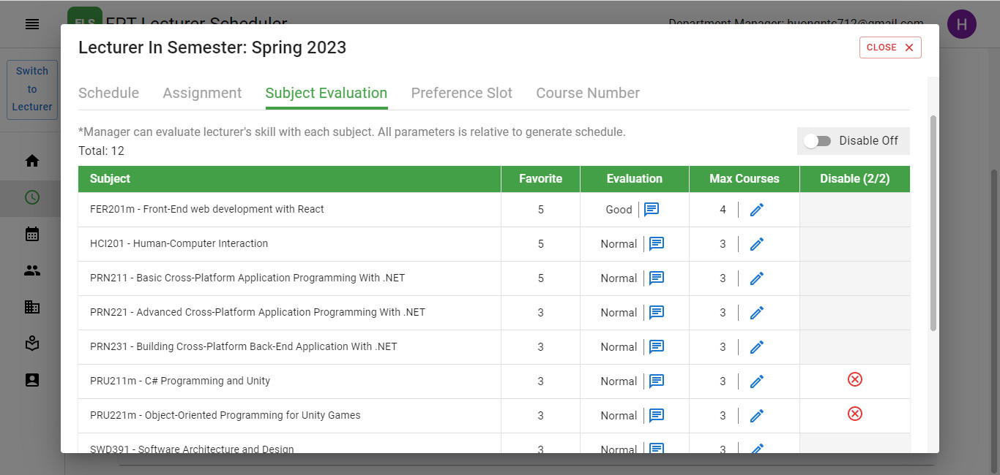 ELS FPT Lecturer Scheduler
Department Manager: huongntc712@gmail.com
H
Switch
to
Lecturer
Lecturer In Semester: Spring 2023
CLOSE
Schedule Assignment Subject Evaluation Preference Slot Course Number
*Manager can evaluate lecturer's skill with each subject. All parameters is relative to generate schedule.
Total: 12
Disable Off
Subject Favorite Evaluation Max Courses Disable (2/2)
FER201m - Front-End web development with React 5 Good 4
HCI201 - Human-Computer Interaction 5 Normal 3
PRN211 - Basic Cross-Platform Application Programming With .NET 5 Normal 3
PRN221 - Advanced Cross-Platform Application Programming With .NET 3 Normal 3
PRN231 - Building Cross-Platform Back-End Application With .NET 3 Normal 3
PRU211m - C# Programming and Unity 3 Normal 3
PRU221m - Object-Oriented Programming for Unity Games 3 Normal 3
SWD391 - Software Architecture and Design 3 Normal 3